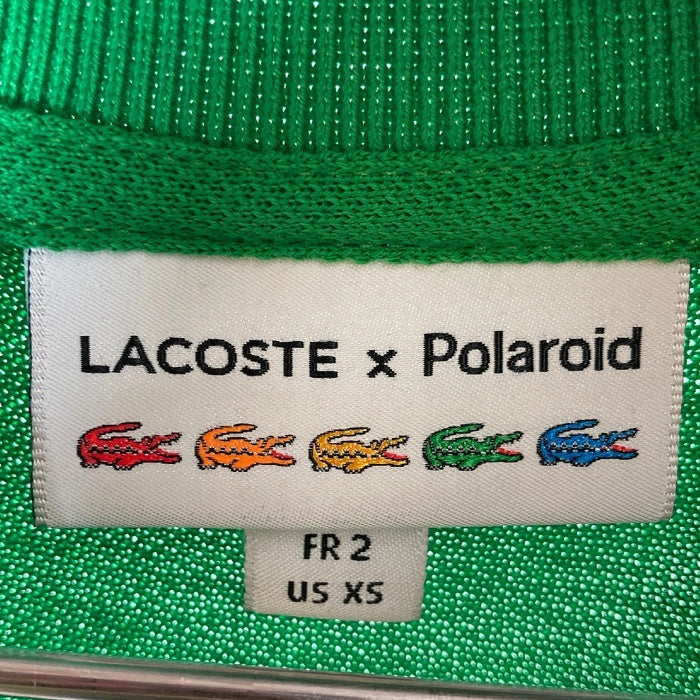 LACOSTE x Polaroid
FR 2
US XS